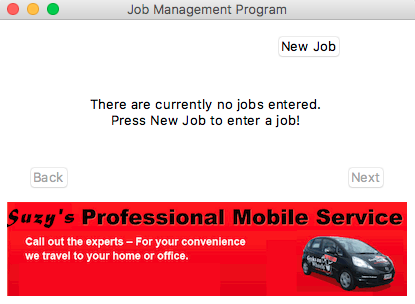 Job Management Program
New Job
There are currently no jobs entered.
Press New Job to enter a job!
Back
Next
Suzy's Professional Mobile Service
Call out the experts – For your convenience
we travel to your home or office.